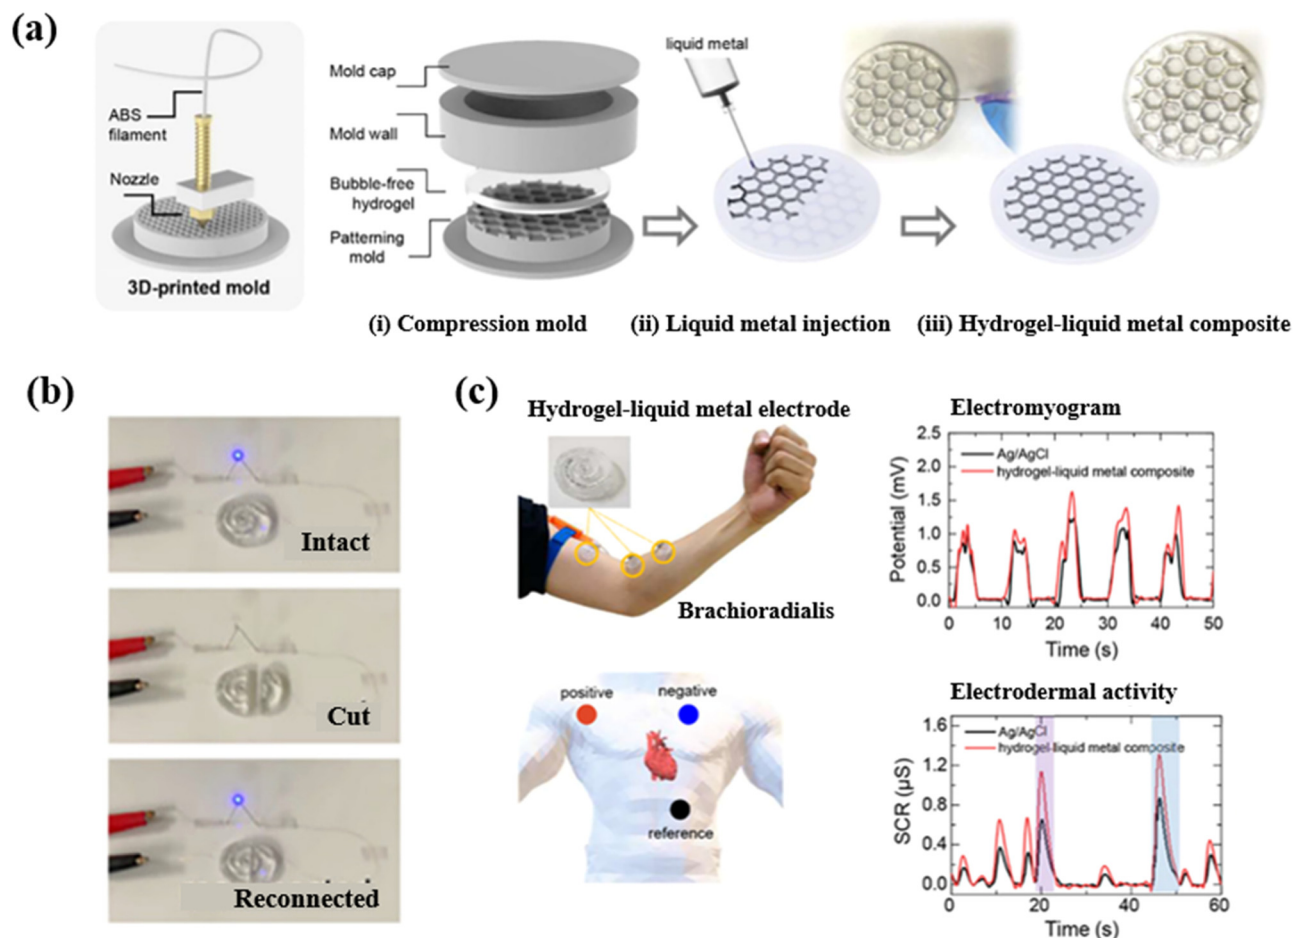 (a)
ABS
filament
Nozzle
3D-printed mold
Mold cap
Mold wall
Bubble-free
hydrogel
Patterning
mold
liquid metal
(i) Compression mold
(ii) Liquid metal injection
(iii) Hydrogel-liquid metal composite
(b)
Intact
Cut
Reconnected
(c)
Hydrogel-liquid metal electrode
Brachioradialis
positive
negative
reference
Electromyogram
2.5
2.0
1.5
1.0
0.5
0.0
Potential (mV)
Ag/AgCl
hydrogel-liquid metal composite
0 10 20 30 40 50
Time (s)
Electrodermal activity
1.6
1.2
0.8
0.4
0.0
SCR (μS)
Ag/AgCl
hydrogel-liquid metal composite
0 20 40 60
Time (s)